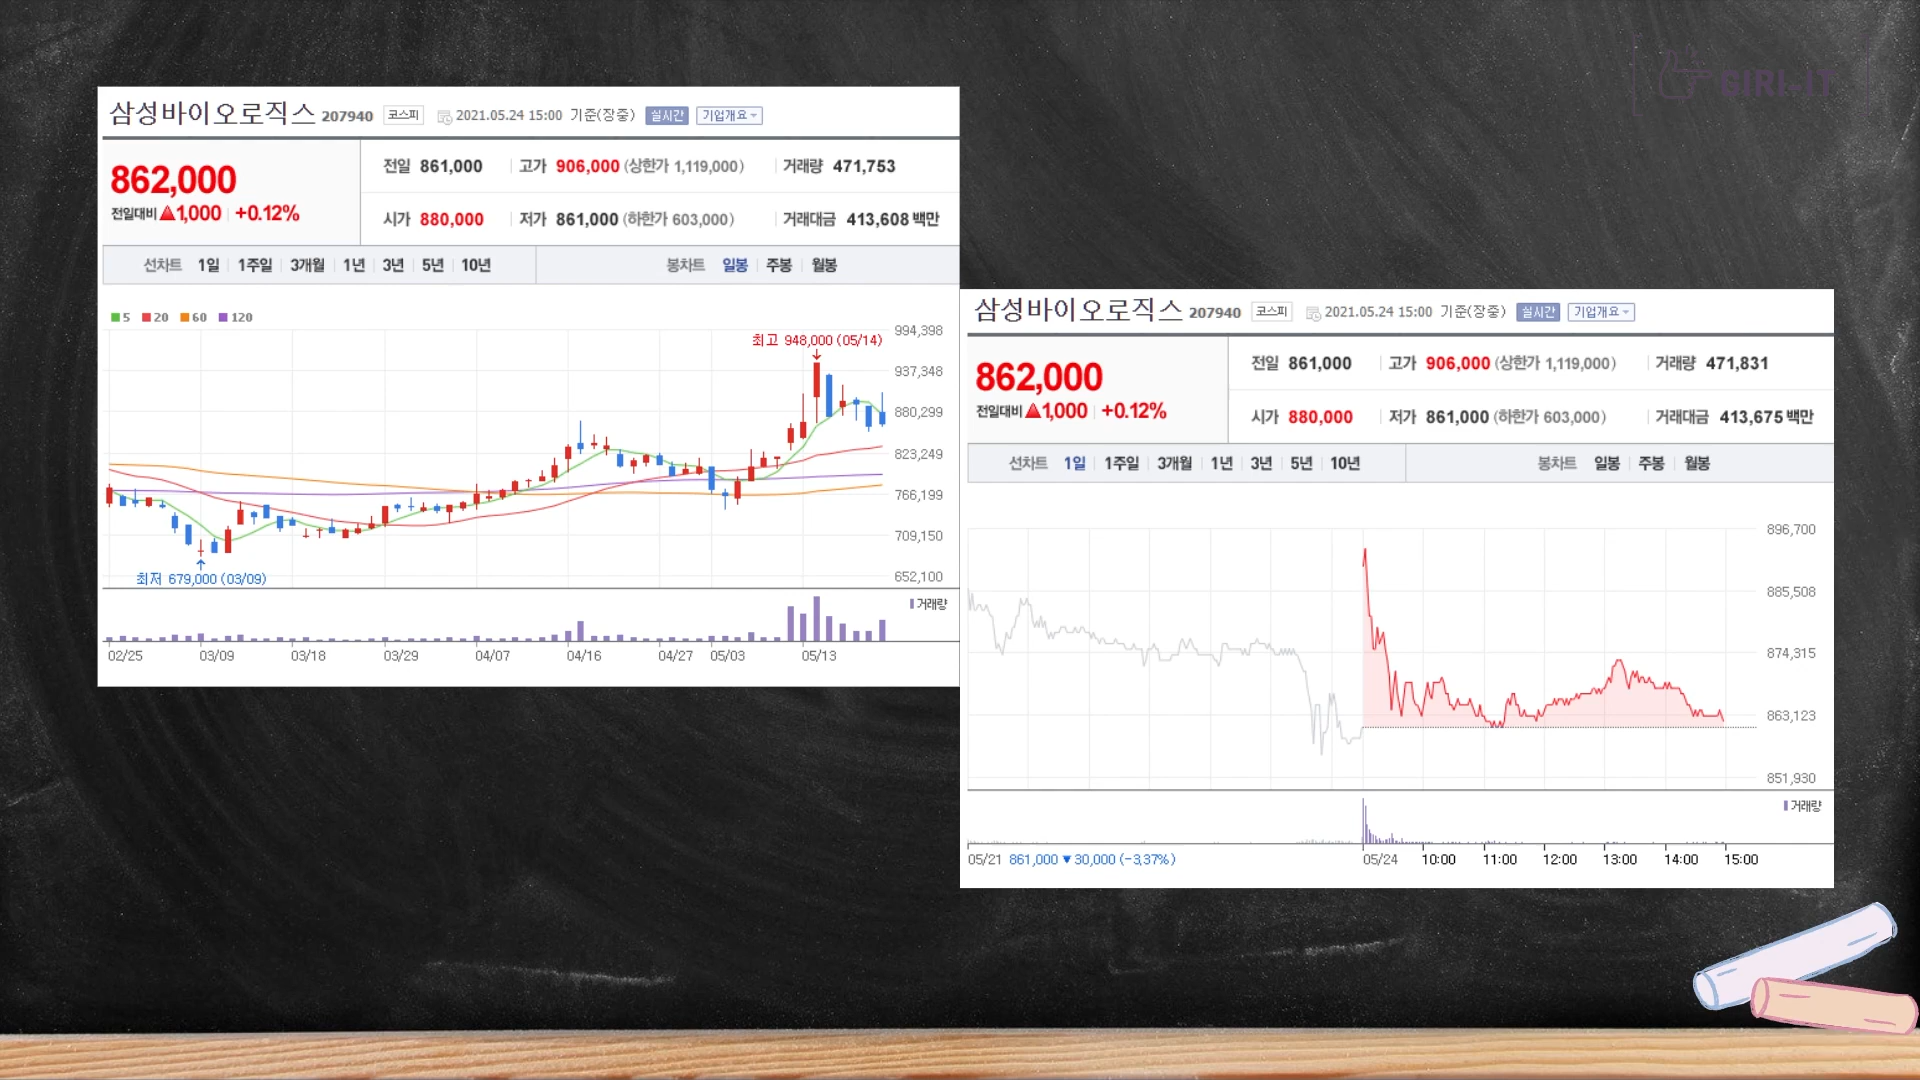 GIRL-IT
삼성바이오로직스 207940 코스피 2021.05.24 15:00 기준(장중) 실시간 기업개요
862,000
전일대비 ▲1,000 +0.12%
전일 861,000 고가 906,000 (상한가 1,119,000) 거래량 471,753
시가 880,000 저가 861,000 (하한가 603,000) 거래대금 413,608 백만
선차트 1일 1주일 3개월 1년 3년 5년 10년 봉차트 일봉 주봉 월봉
5 20 60 120
최고 948,000 (05/14)
994,398
937,348
880,299
823,249
766,199
709,150
652,100
최저 679,000 (03/09)
거래량
02/25 03/09 03/18 03/29 04/07 04/16 04/27 05/03 05/13
삼성바이오로직스 207940 코스피 2021.05.24 15:00 기준(장중) 실시간 기업개요
862,000
전일대비 ▲1,000 +0.12%
전일 861,000 고가 906,000 (상한가 1,119,000) 거래량 471,831
시가 880,000 저가 861,000 (하한가 603,000) 거래대금 413,675 백만
선차트 1일 1주일 3개월 1년 3년 5년 10년 봉차트 일봉 주봉 월봉
896,700
885,508
874,315
863,123
851,930
거래량
05/21 861,000 ▼ 30,000 (-3.37%) 05/24 10:00 11:00 12:00 13:00 14:00 15:00